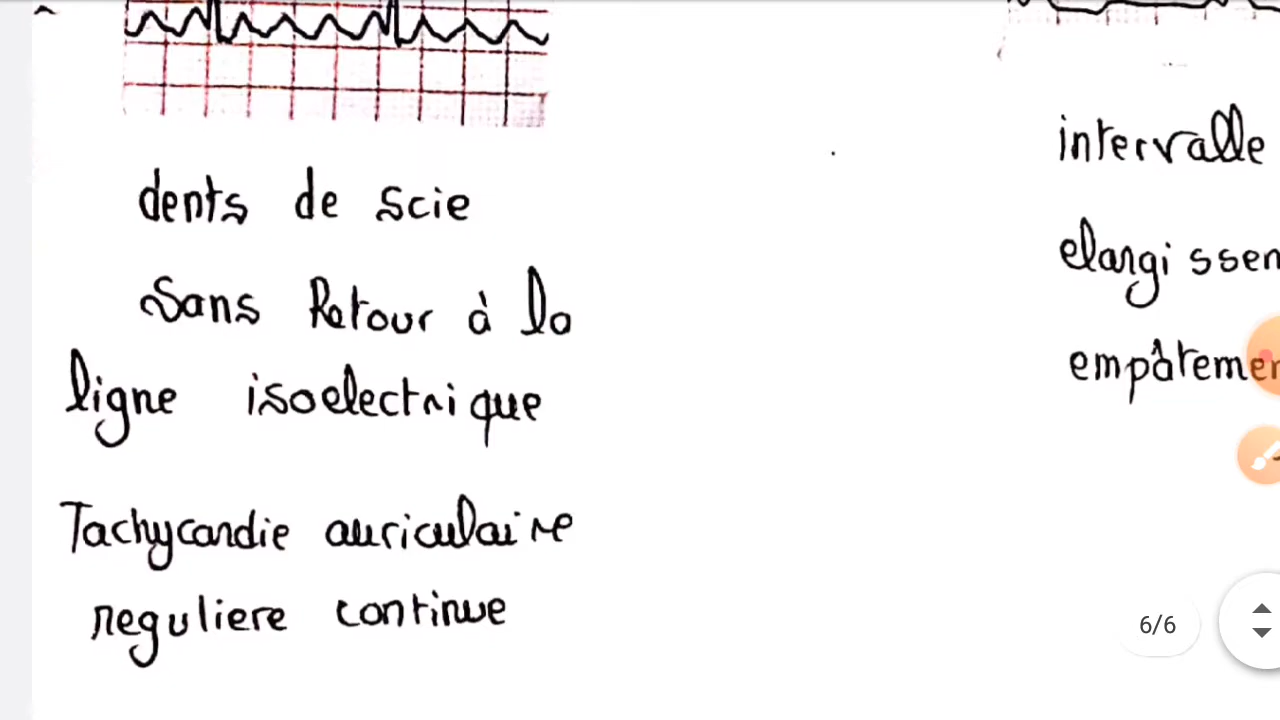 dents de scie
Sans Retour à la
ligne isoelectrique
Tachycardie auriculaire
reguliere continue
intervalle
elargissem
empâtemen
6/6